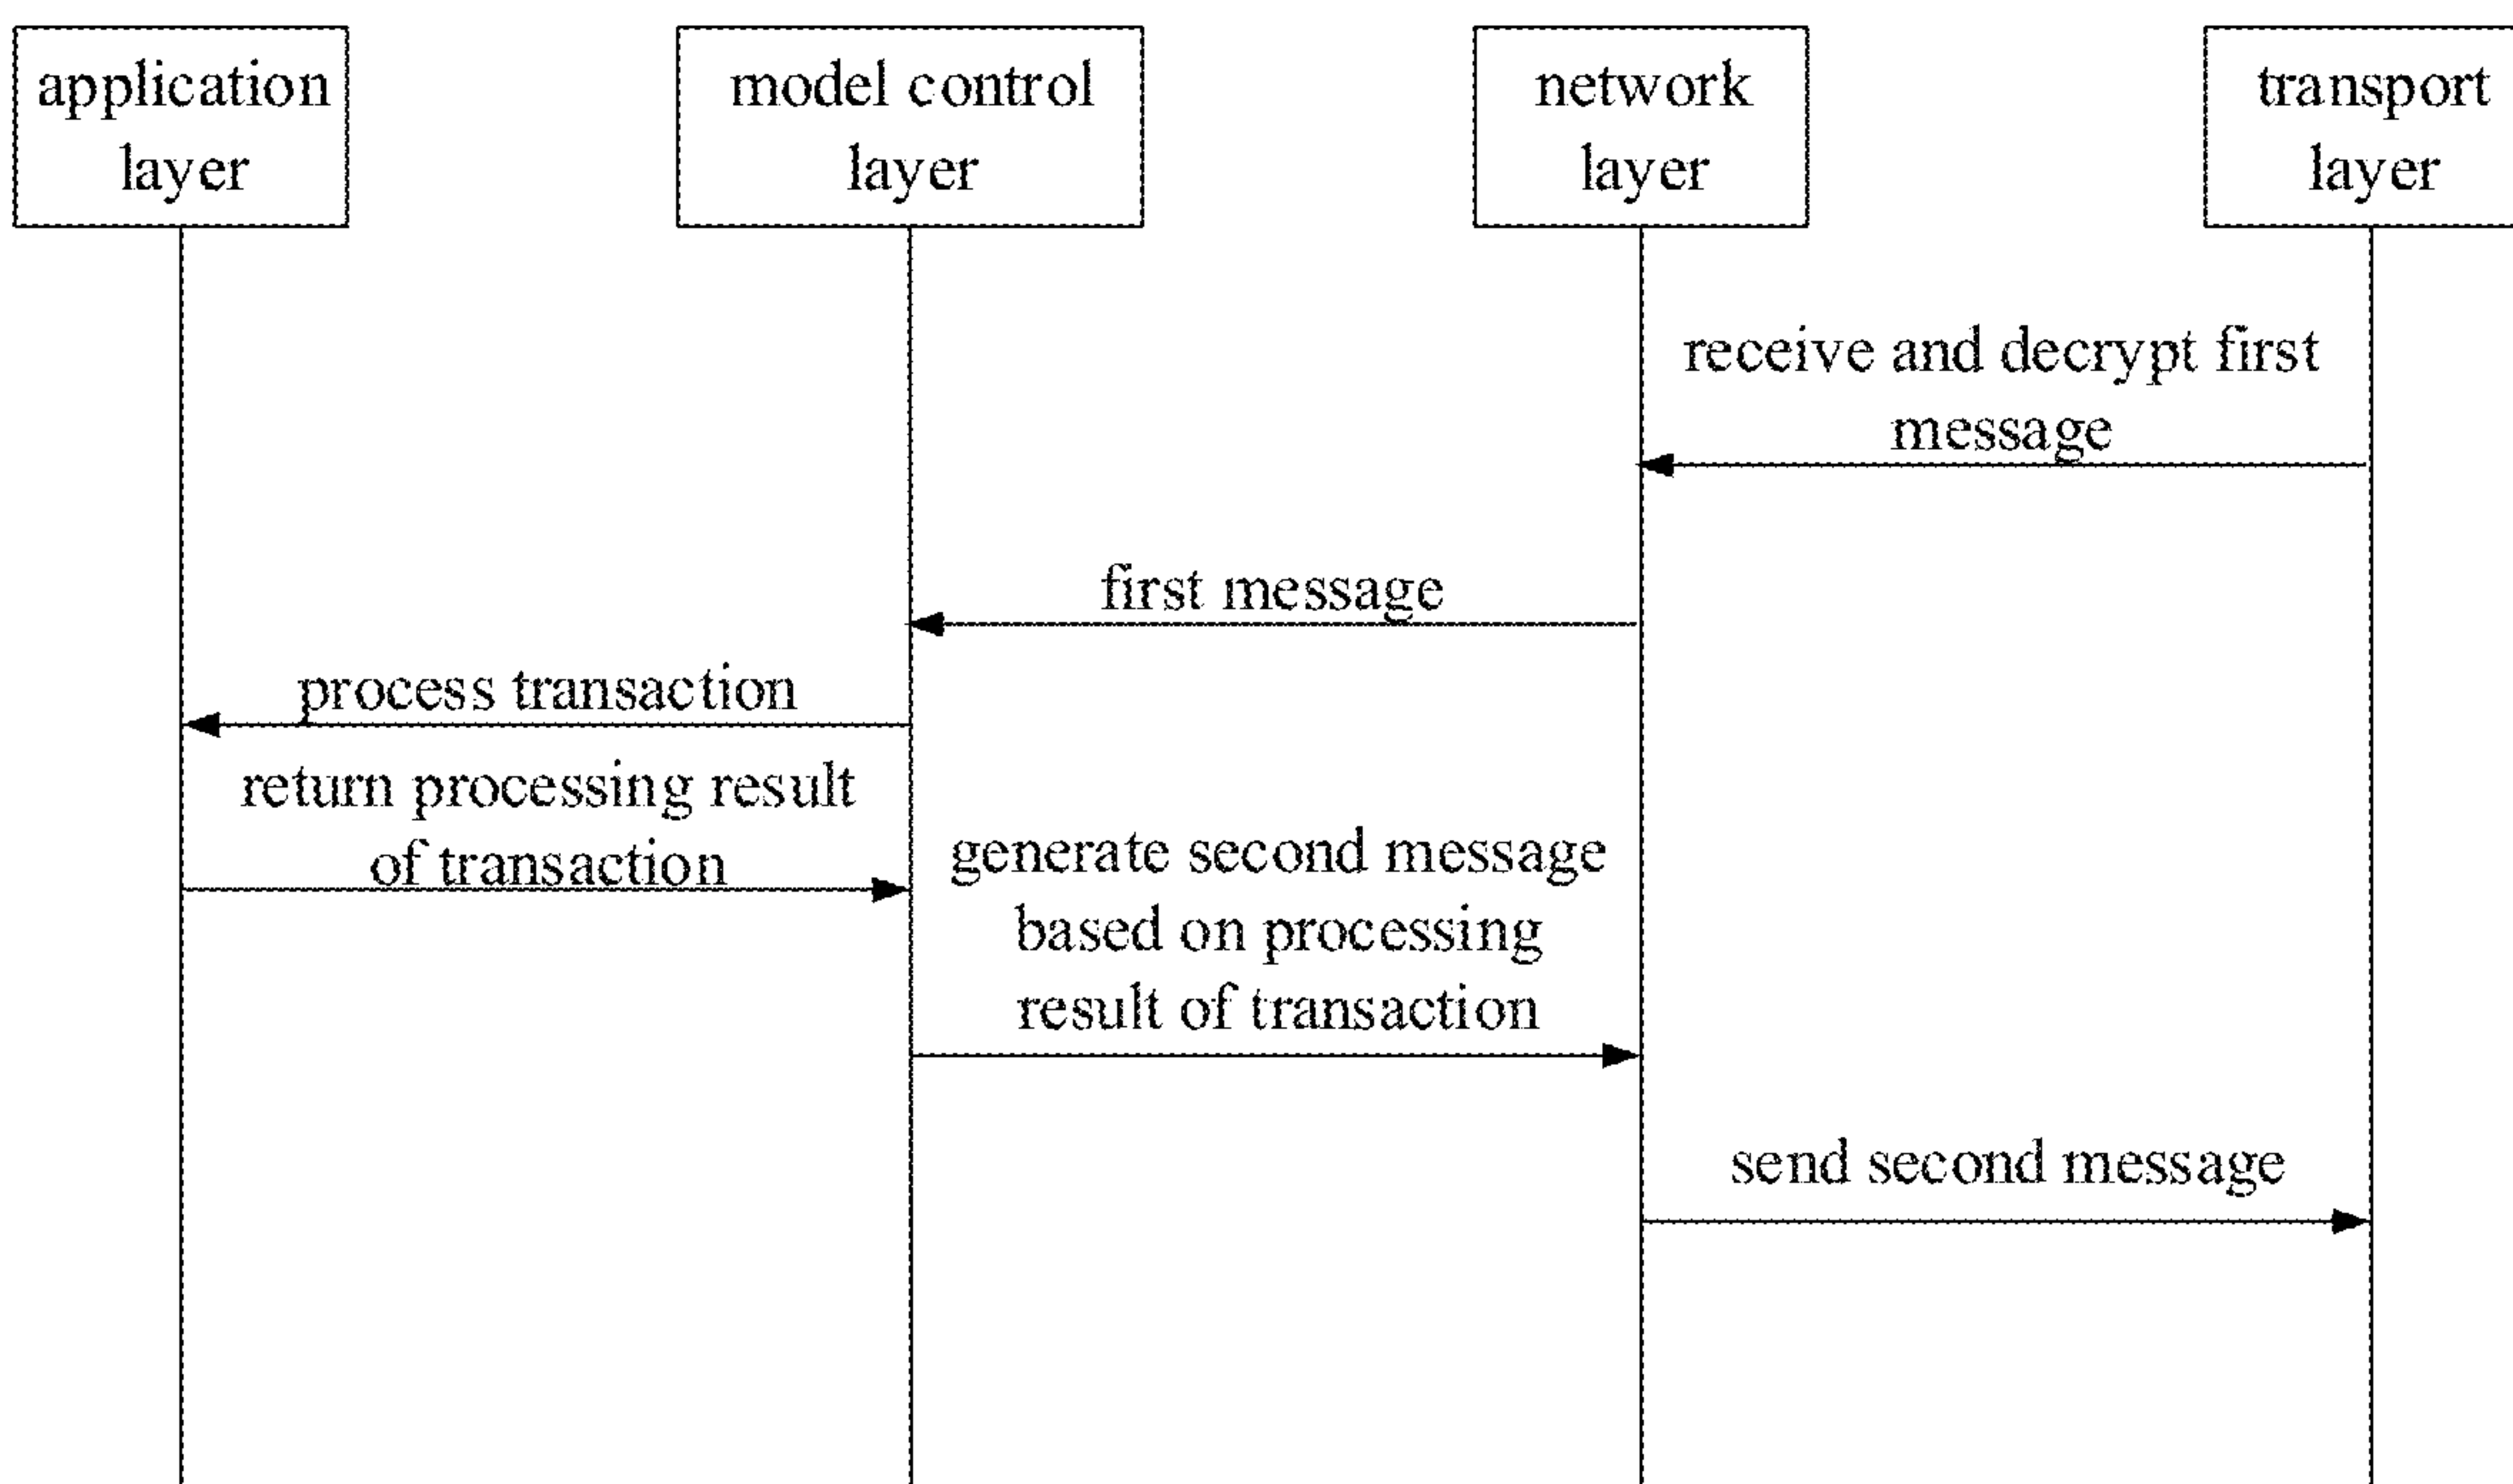 application
layer
model control
layer
network
layer
transport
layer
receive and decrypt first
message
first message
process transaction
return processing result
of transaction
generate second message
based on processing
result of transaction
send second message